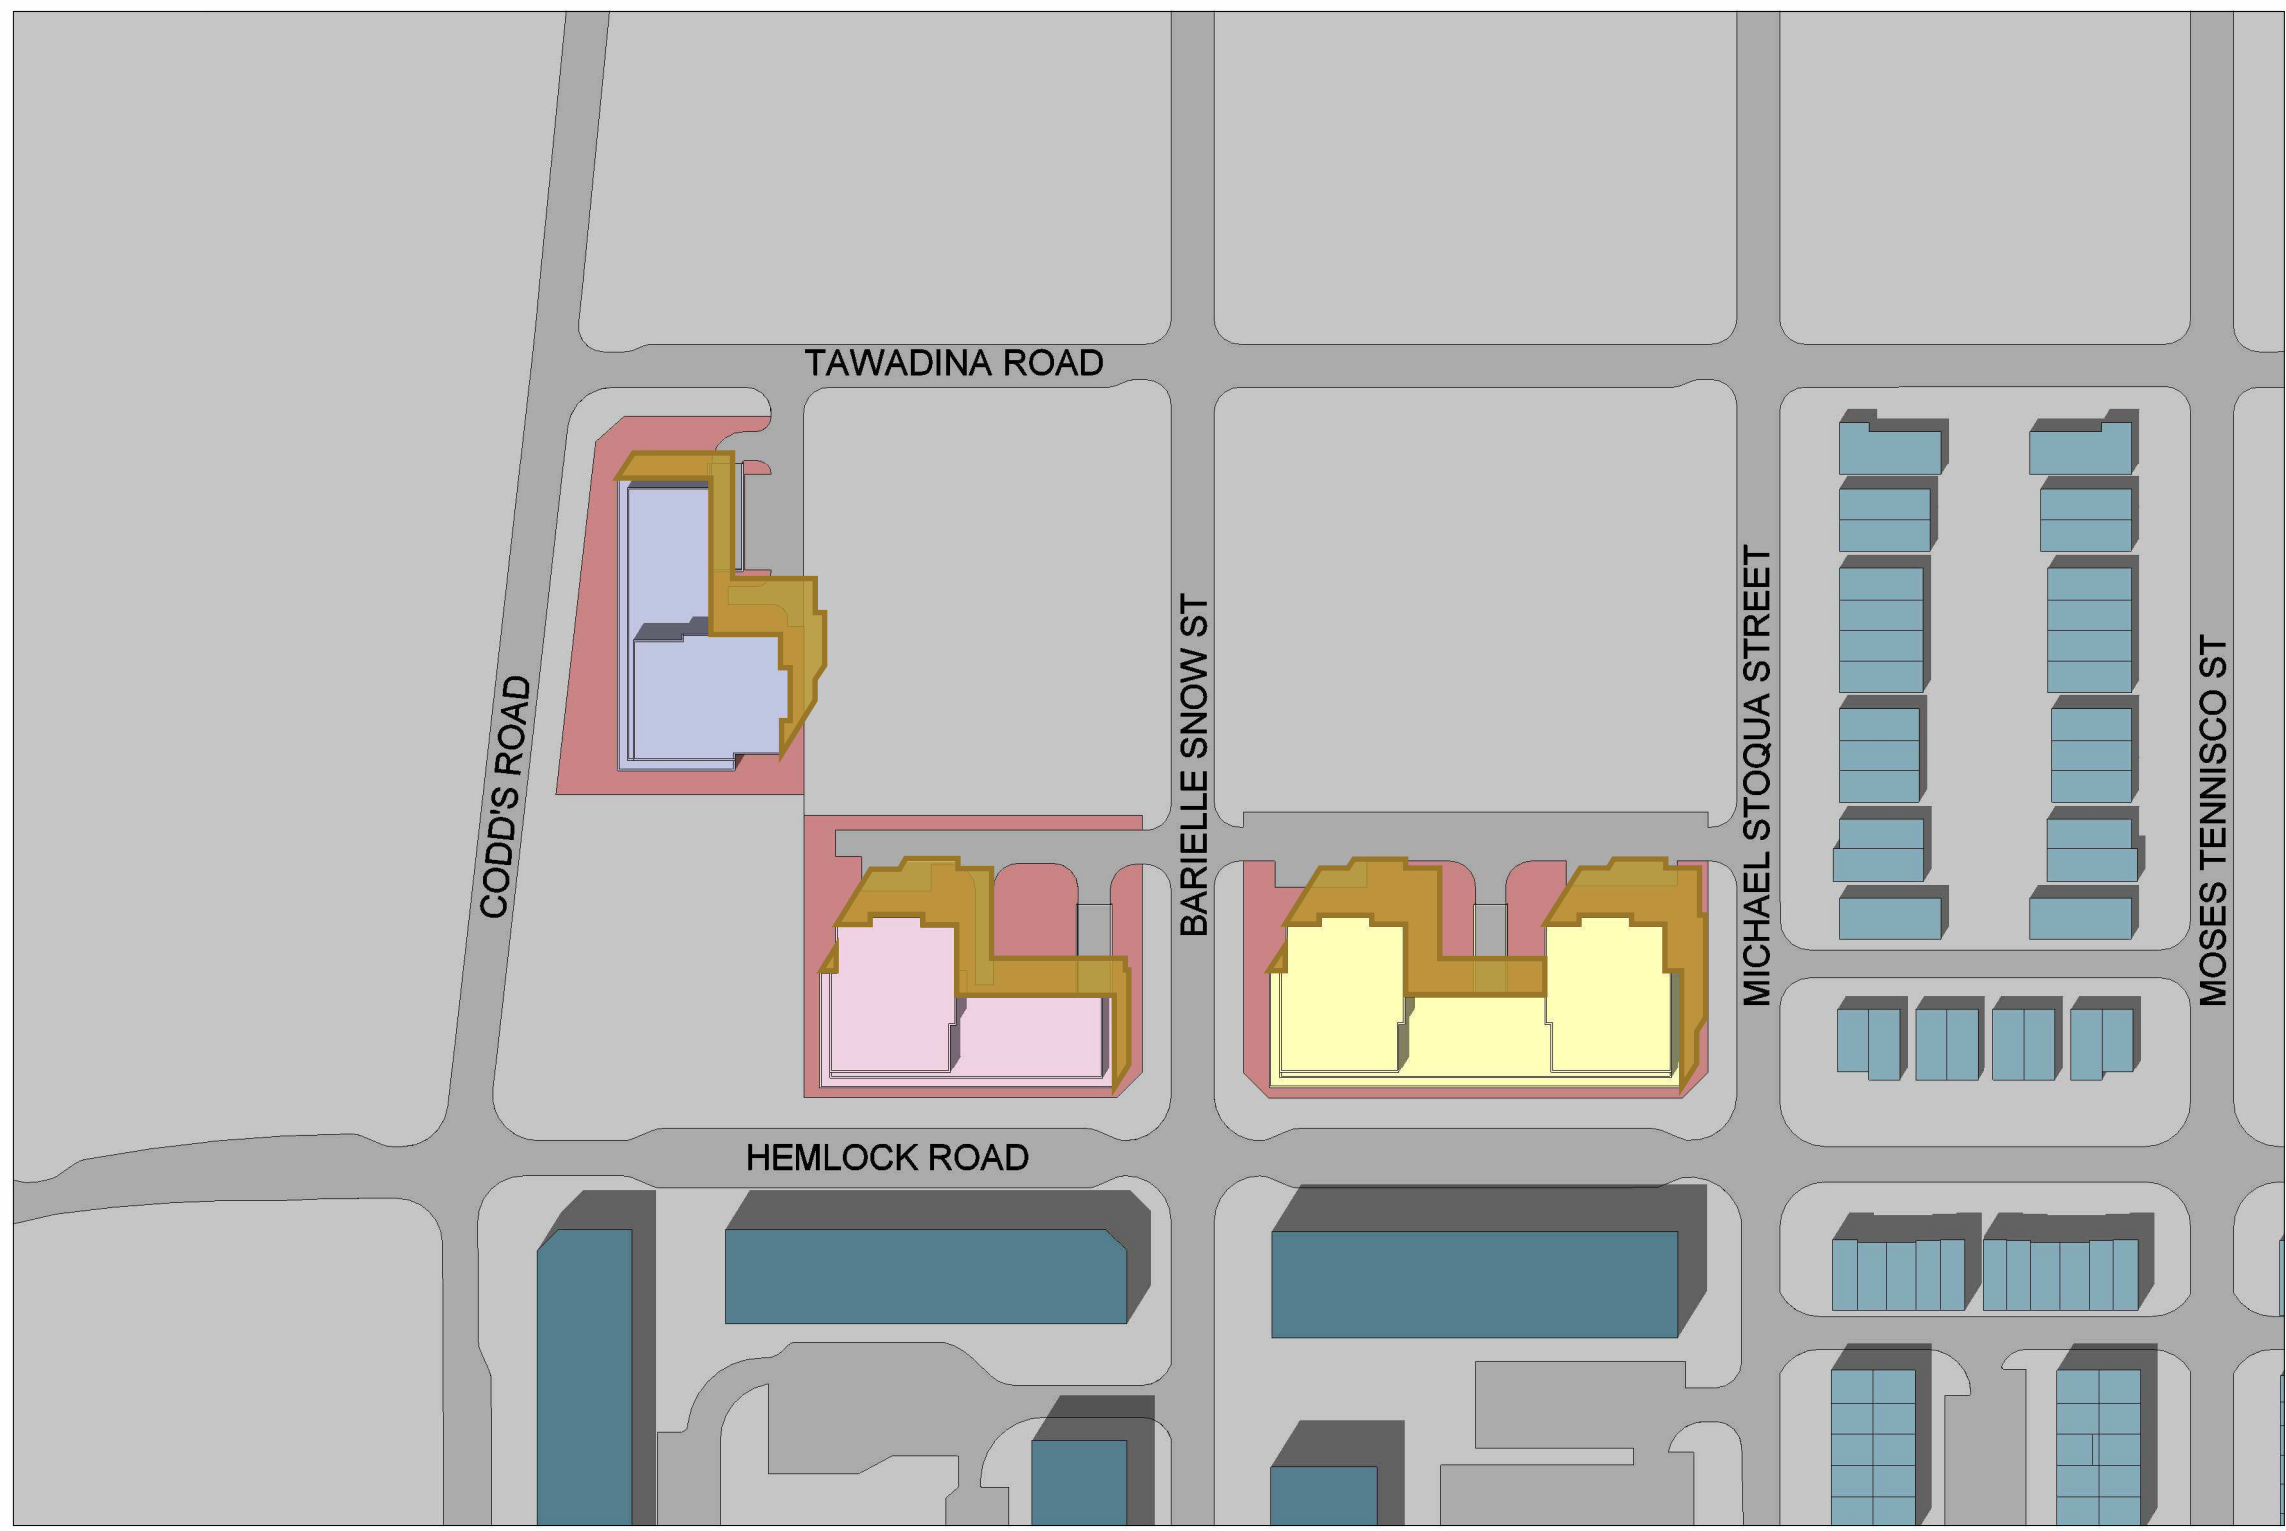 TAWADINA ROAD
CODD'S ROAD
BARIELLE SNOW ST
MICHAEL STOQUA STREET
MOSES TENNISCO ST
HEMLOCK ROAD